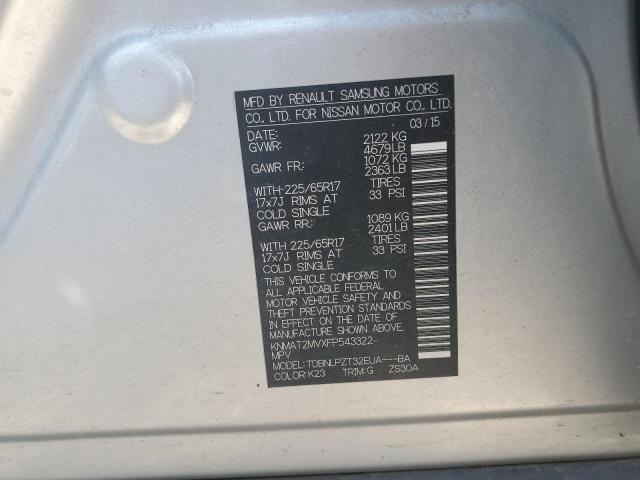 MFD BY RENAULT SAMSUNG MOTORS
CO., LTD. FOR NISSAN MOTOR CO., LTD.
DATE: 03/15
GVWR: 2122 KG
4679 LB
GAWR FR: 1072 KG
2363 LB
WITH 225/65R17 TIRES
17x7J RIMS AT 33 PSI
COLD SINGLE
GAWR RR: 1089 KG
2401 LB
WITH 225/65R17 TIRES
17x7J RIMS AT 33 PSI
COLD SINGLE
THIS VEHICLE CONFORMS TO
ALL APPLICABLE FEDERAL
MOTOR VEHICLE SAFETY AND
THEFT PREVENTION STANDARDS
IN EFFECT ON THE DATE OF
MANUFACTURE SHOWN ABOVE.
KNMAT2MVXFP543322
MPV
MODEL:TDBNLPZT32EUA---BA
COLOR:K23 TRIM:G ZS30A